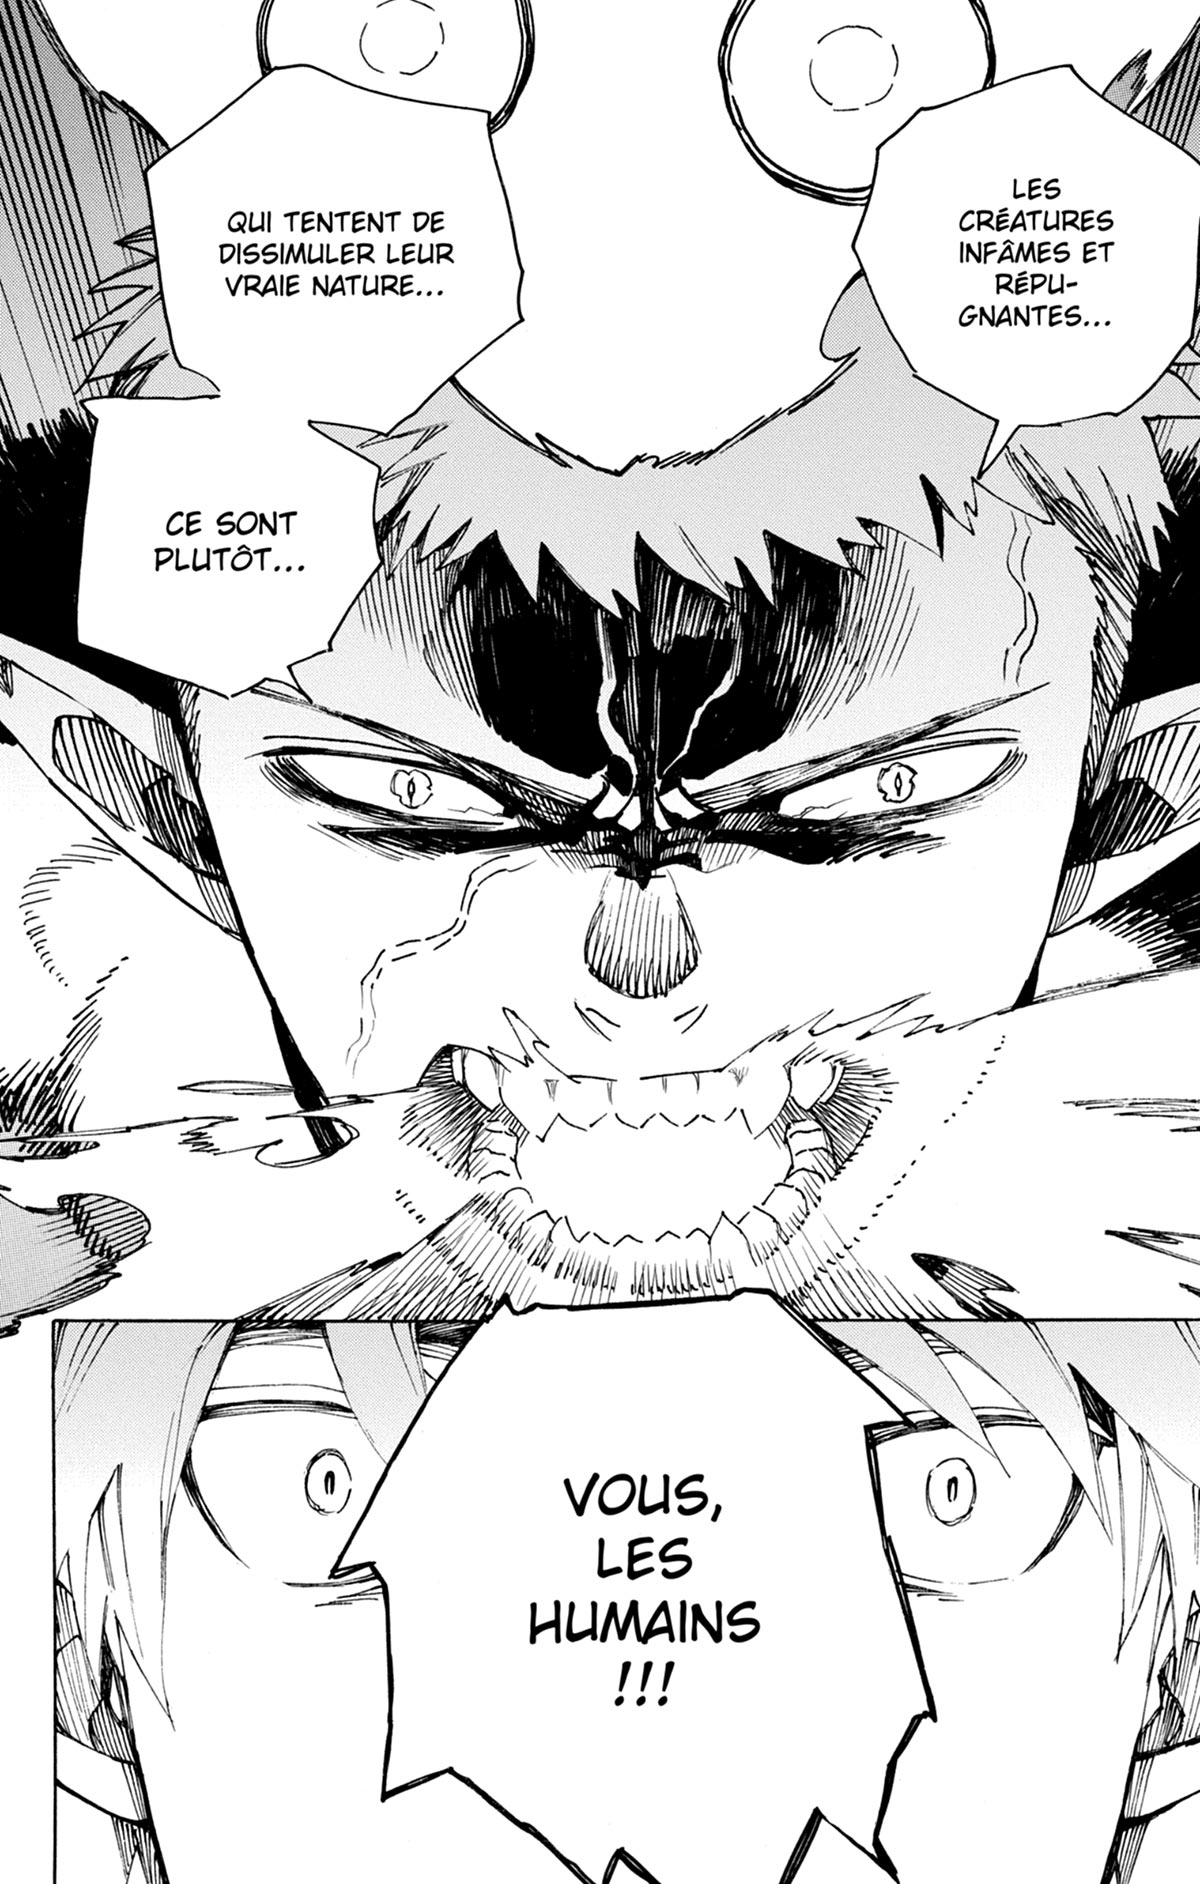 LES
CRÉATURES
INFÂMES ET
RÉPU-
GNANTES...
QUI TENTENT DE
DISSIMULER LEUR
VRAIE NATURE...
CE SONT
PLUTÔT...
VOUS,
LES
HUMAINS
!!!